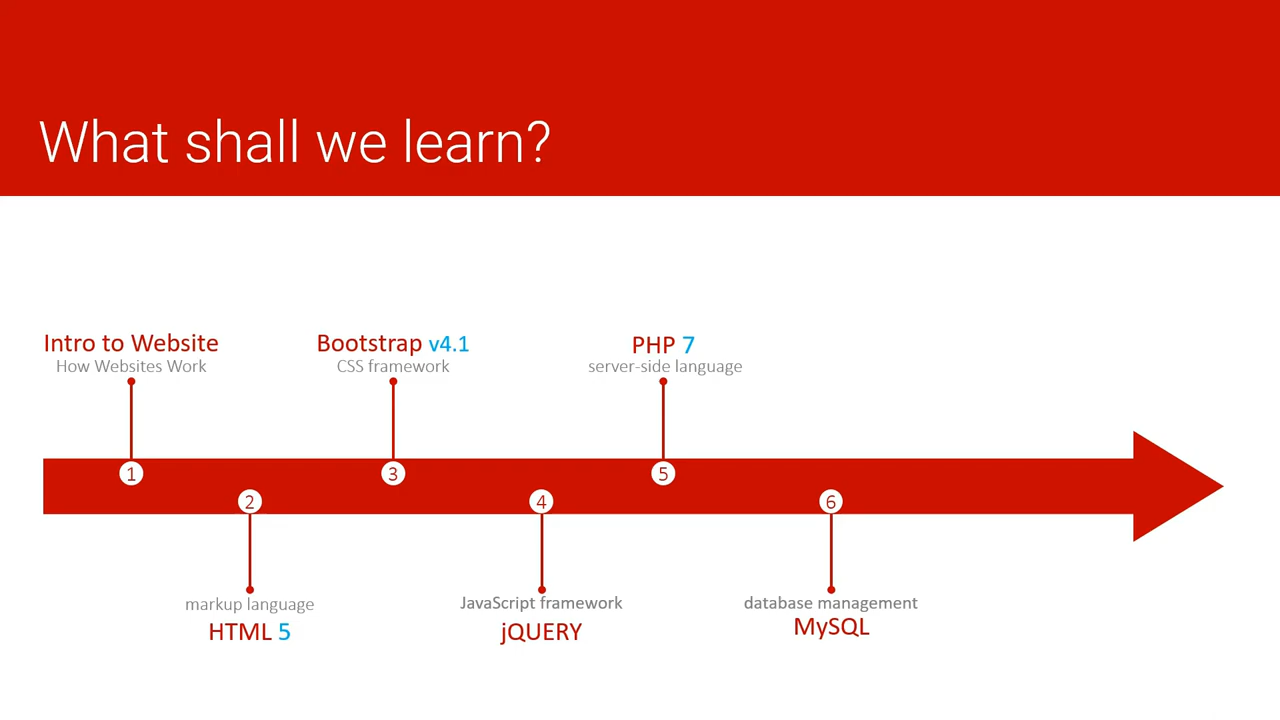 What shall we learn?
Intro to Website
How Websites Work
Bootstrap v4.1
CSS framework
PHP 7
server-side language
1
3
5
2
4
6
markup language
HTML 5
JavaScript framework
jQUERY
database management
MySQL